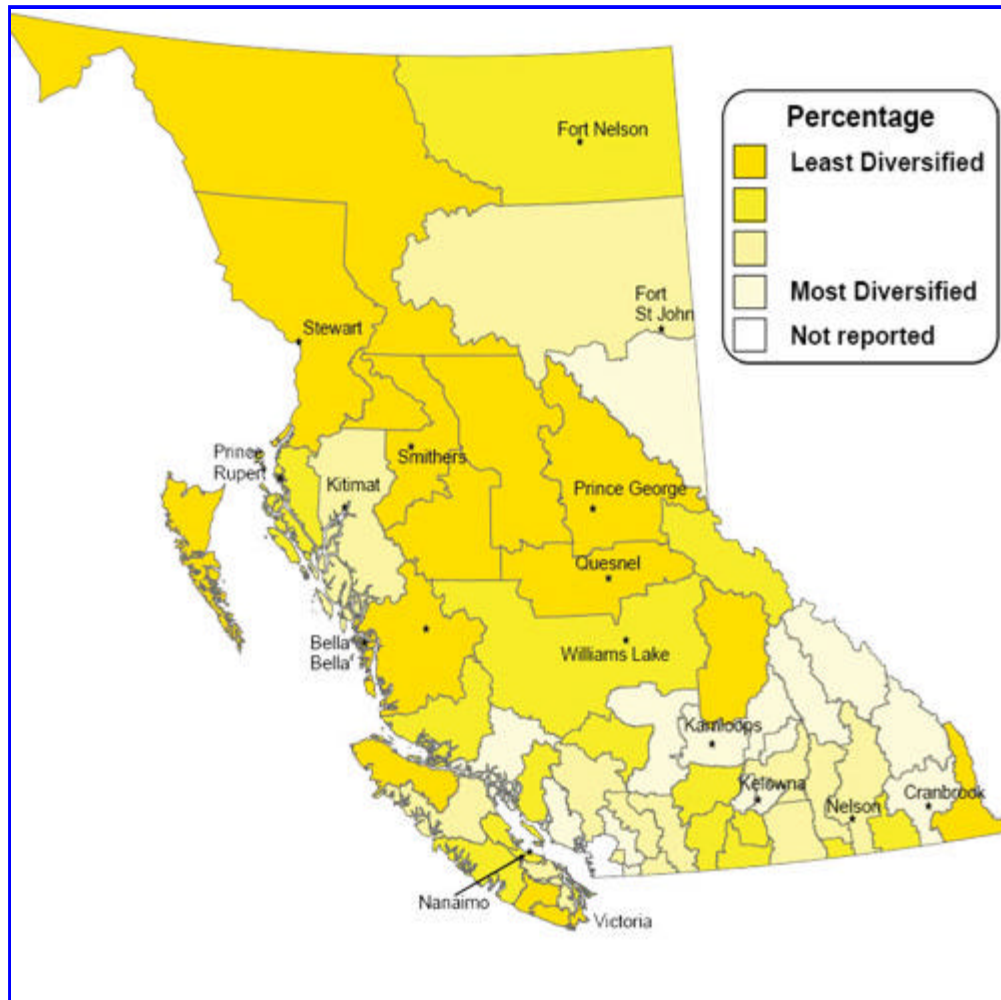 Percentage
Least Diversified
Most Diversified
Not reported
Fort Nelson
Fort
St John
Stewart
Prince
Rupert
Smithers
Kitimat
Prince George
Quesnel
Bella
Bella
Williams Lake
Kamloops
Kelowna
Nelson
Cranbrook
Nanaimo
Victoria